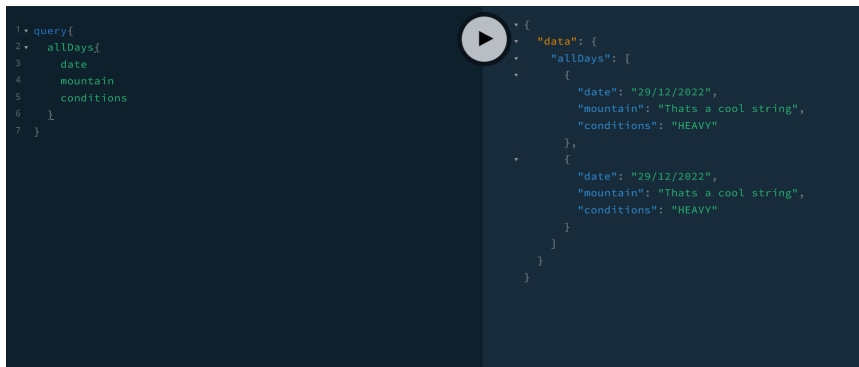 1 query{
2 allDays{
3 date
4 mountain
5 conditions
6 }
7 }
{
"data": {
"allDays": [
{
"date": "29/12/2022",
"mountain": "Thats a cool string",
"conditions": "HEAVY"
},
{
"date": "29/12/2022",
"mountain": "Thats a cool string",
"conditions": "HEAVY"
}
]
}
}